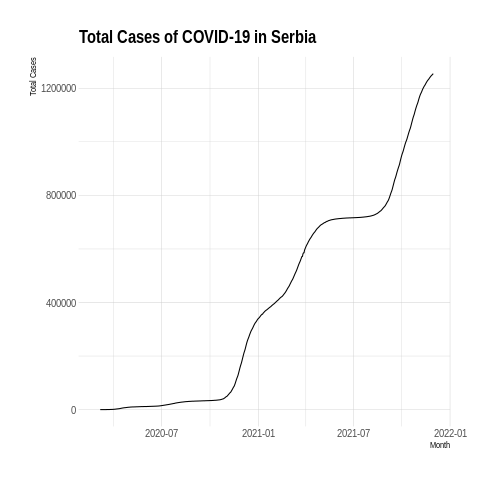 Total Cases of COVID-19 in Serbia
Total Cases
1200000
800000
400000
0
2020-07 2021-01 2021-07 2022-01
Month